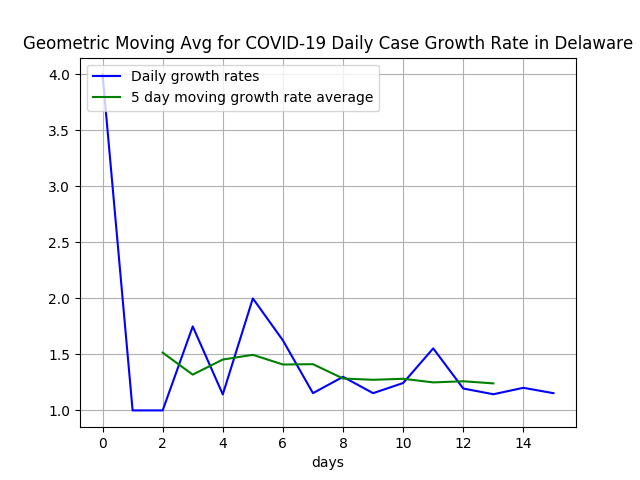 Geometric Moving Avg for COVID-19 Daily Case Growth Rate in Delaware
Daily growth rates
5 day moving growth rate average
4.0
3.5
3.0
2.5
2.0
1.5
1.0
0 2 4 6 8 10 12 14
days